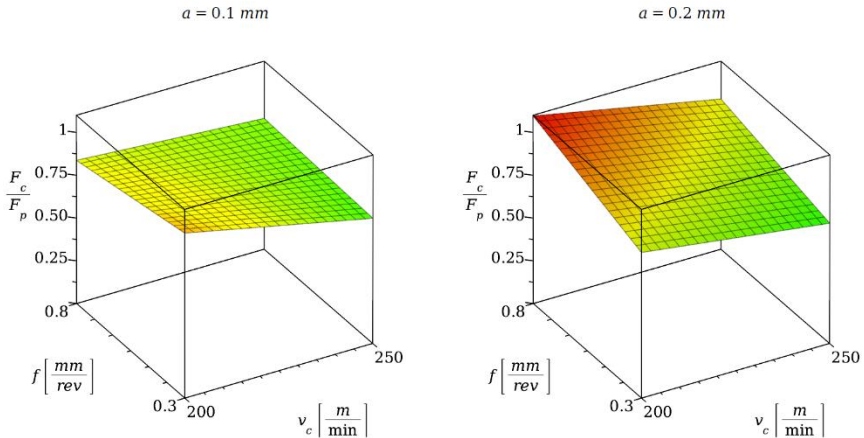 a = 0.1 mm
a = 0.2 mm
1
0.75
0.50
0.25
F_c
F_p
0.8
f [mm/rev]
0.3
200
250
v_c [m/min]
1
0.75
0.50
0.25
F_c
F_p
0.8
f [mm/rev]
0.3
200
250
v_c [m/min]